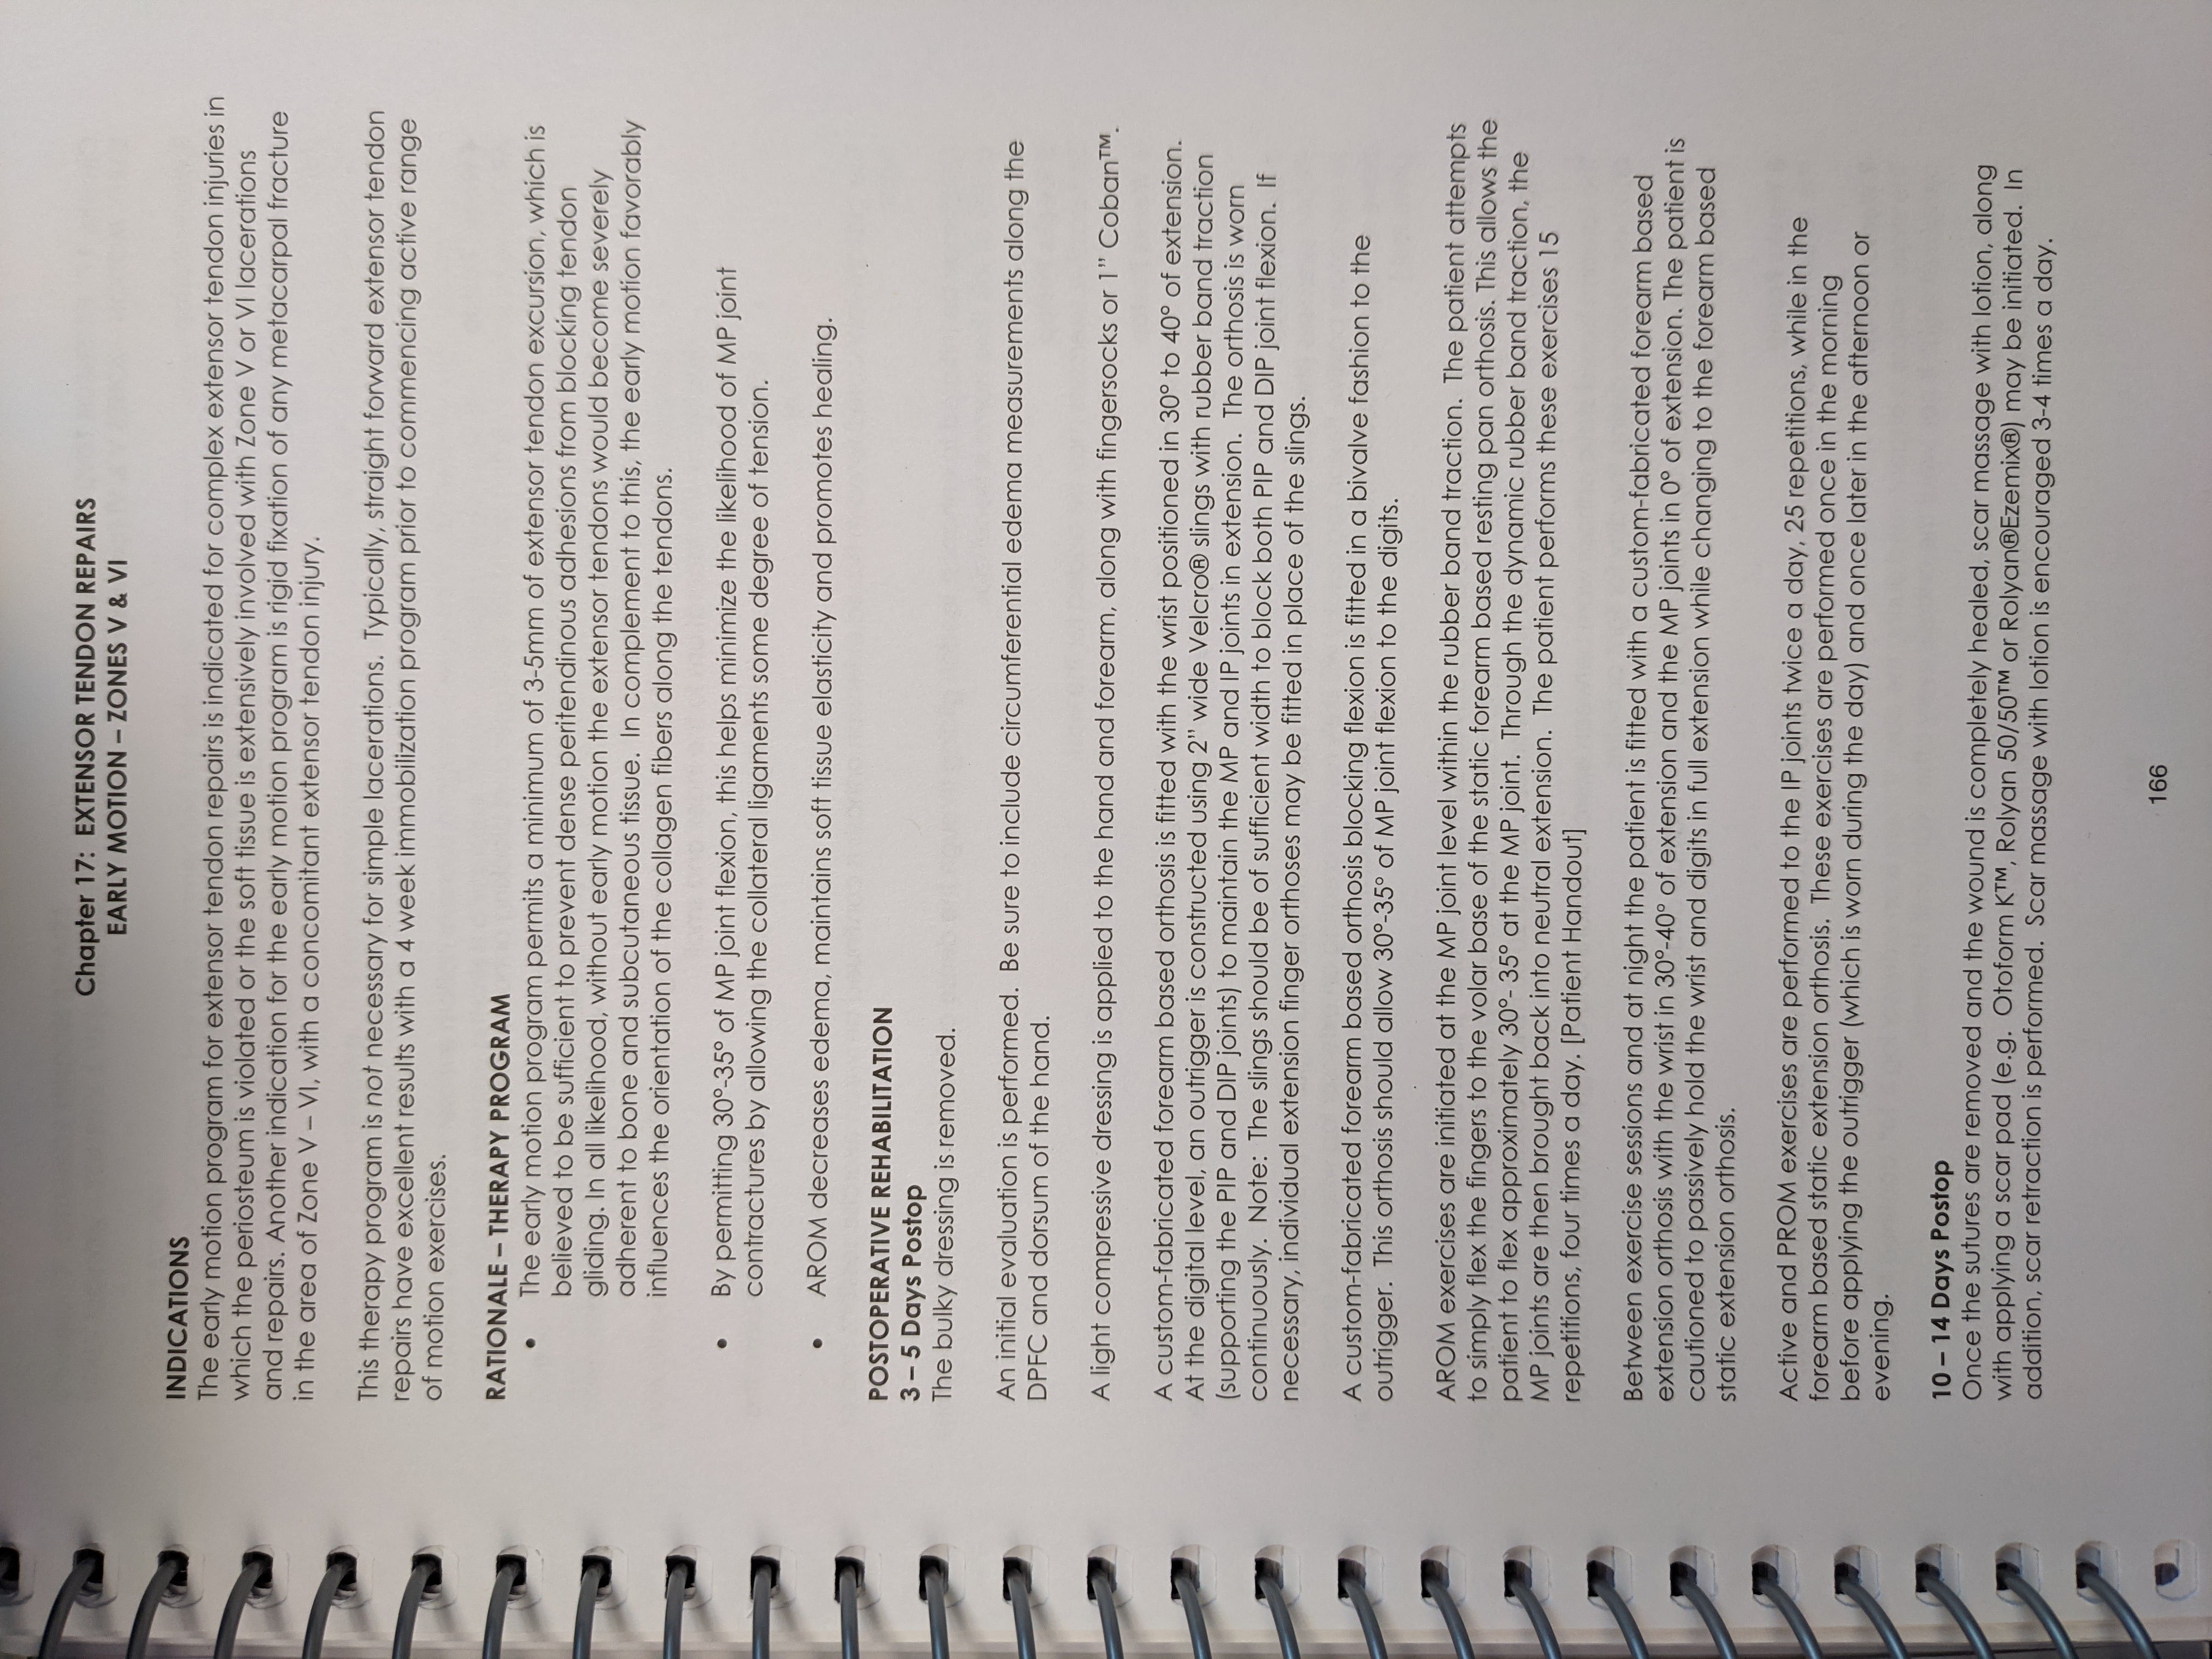 Chapter 17: EXTENSOR TENDON REPAIRS
EARLY MOTION – ZONES V & VI
INDICATIONS
The early motion program for extensor tendon repairs is indicated for complex extensor tendon injuries in
which the periosteum is violated or the soft tissue is extensively involved with Zone V or VI lacerations
and repairs. Another indication for the early motion program is rigid fixation of any metacarpal fracture
in the area of Zone V – VI, with a concomitant extensor tendon injury.
This therapy program is not necessary for simple lacerations. Typically, straight forward extensor tendon
repairs have excellent results with a 4 week immobilization program prior to commencing active range
of motion exercises.
RATIONALE – THERAPY PROGRAM
• The early motion program permits a minimum of 3-5mm of extensor tendon excursion, which is
believed to be sufficient to prevent dense peritendinous adhesions from blocking tendon
gliding. In all likelihood, without early motion the extensor tendons would become severely
adherent to bone and subcutaneous tissue. In complement to this, the early motion favorably
influences the orientation of the collagen fibers along the tendons.
• By permitting 30º-35º of MP joint flexion, this helps minimize the likelihood of MP joint
contractures by allowing the collateral ligaments some degree of tension.
• AROM decreases edema, maintains soft tissue elasticity and promotes healing.
POSTOPERATIVE REHABILITATION
3 – 5 Days Postop
The bulky dressing is removed.
An initial evaluation is performed. Be sure to include circumferential edema measurements along the
DPFC and dorsum of the hand.
A light compressive dressing is applied to the hand and forearm, along with fingersocks or 1" Coban™.
A custom-fabricated forearm based orthosis is fitted with the wrist positioned in 30º to 40º of extension.
At the digital level, an outrigger is constructed using 2" wide Velcro® slings with rubber band traction
(supporting the PIP and DIP joints) to maintain the MP and IP joints in extension. The orthosis is worn
continuously. Note: The slings should be of sufficient width to block both PIP and DIP joint flexion. If
necessary, individual extension finger orthoses may be fitted in place of the slings.
A custom-fabricated forearm based orthosis blocking flexion is fitted in a bivalve fashion to the
outrigger. This orthosis should allow 30º-35º of MP joint flexion to the digits.
AROM exercises are initiated at the MP joint level within the rubber band traction. The patient attempts
to simply flex the fingers to the volar base of the static forearm based resting pan orthosis. This allows the
patient to flex approximately 30º- 35º at the MP joint. Through the dynamic rubber band traction, the
MP joints are then brought back into neutral extension. The patient performs these exercises 15
repetitions, four times a day. [Patient Handout]
Between exercise sessions and at night the patient is fitted with a custom-fabricated forearm based
extension orthosis with the wrist in 30º-40º of extension and the MP joints in 0º of extension. The patient is
cautioned to passively hold the wrist and digits in full extension while changing to the forearm based
static extension orthosis.
Active and PROM exercises are performed to the IP joints twice a day, 25 repetitions, while in the
forearm based static extension orthosis. These exercises are performed once in the morning
before applying the outrigger (which is worn during the day) and once later in the afternoon or
evening.
10 – 14 Days Postop
Once the sutures are removed and the wound is completely healed, scar massage with lotion, along
with applying a scar pad (e.g. Otoform K™, Rolyan 50/50™ or Rolyan®Ezemix®) may be initiated. In
addition, scar retraction is performed. Scar massage with lotion is encouraged 3-4 times a day.
166